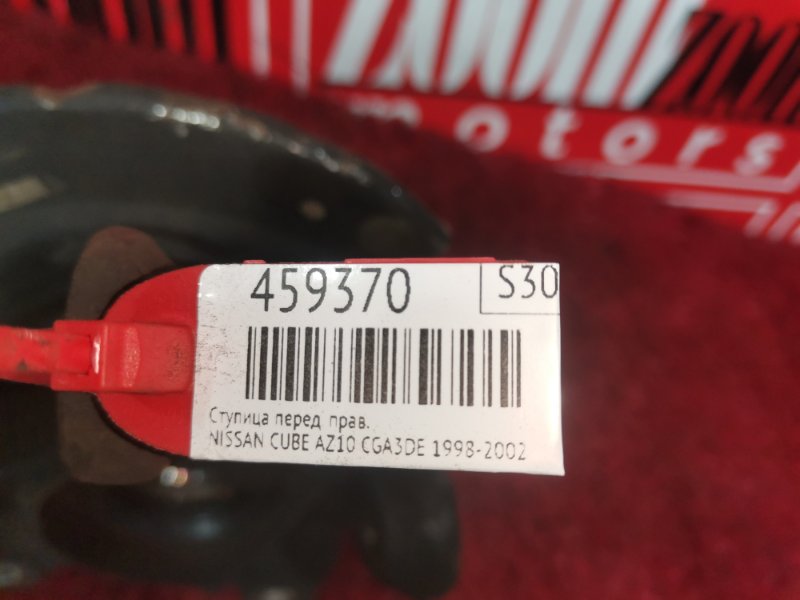 motors
459370
S30
Ступица перед прав.
NISSAN CUBE AZ10 CGA3DE 1998-2002